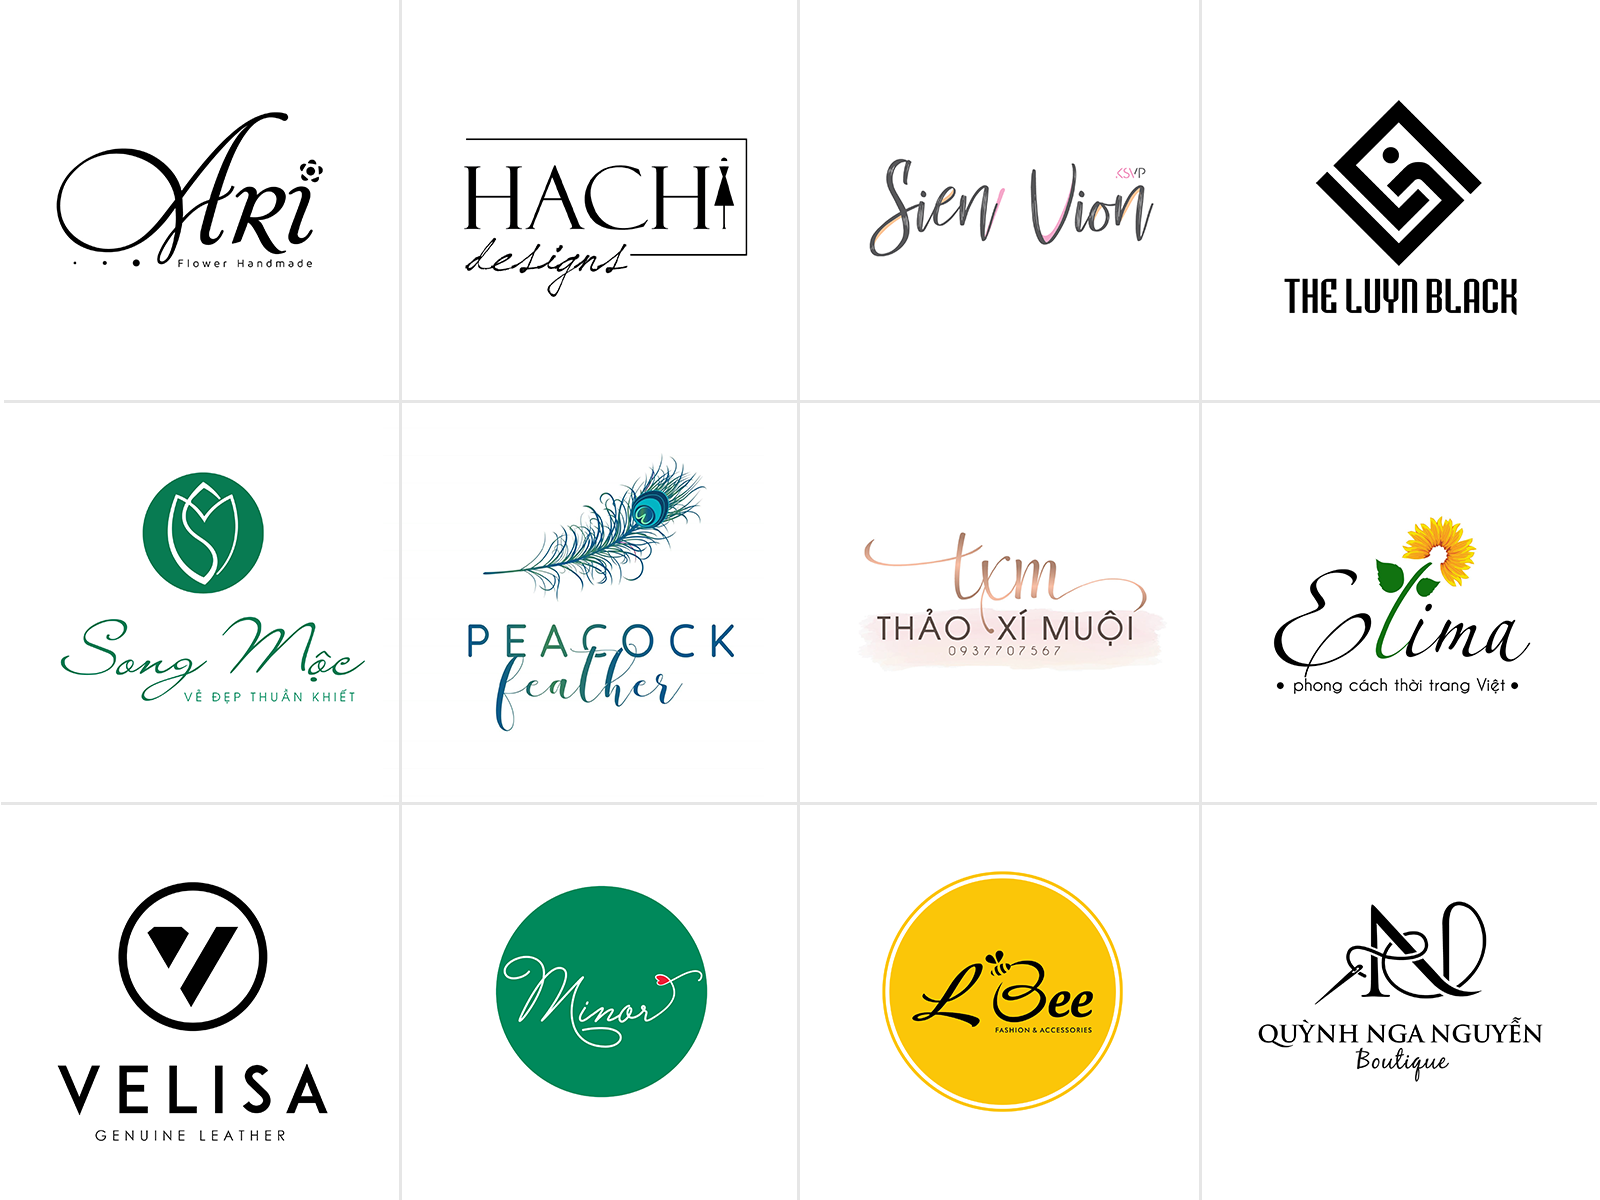 ARi
Flower Handmade
HACHi
designs
Sien Vion
KSVP
THE LUYN BLACK
Song Mộc
VẺ ĐẸP THUẦN KHIẾT
PEACOCK
feather
txm
THẢO XÍ MUỘI
0937707567
Elima
• phong cách thời trang Việt •
VELISA
GENUINE LEATHER
Minor
L'Bee
FASHION & ACCESSORIES
QUỲNH NGA NGUYỄN
Boutique